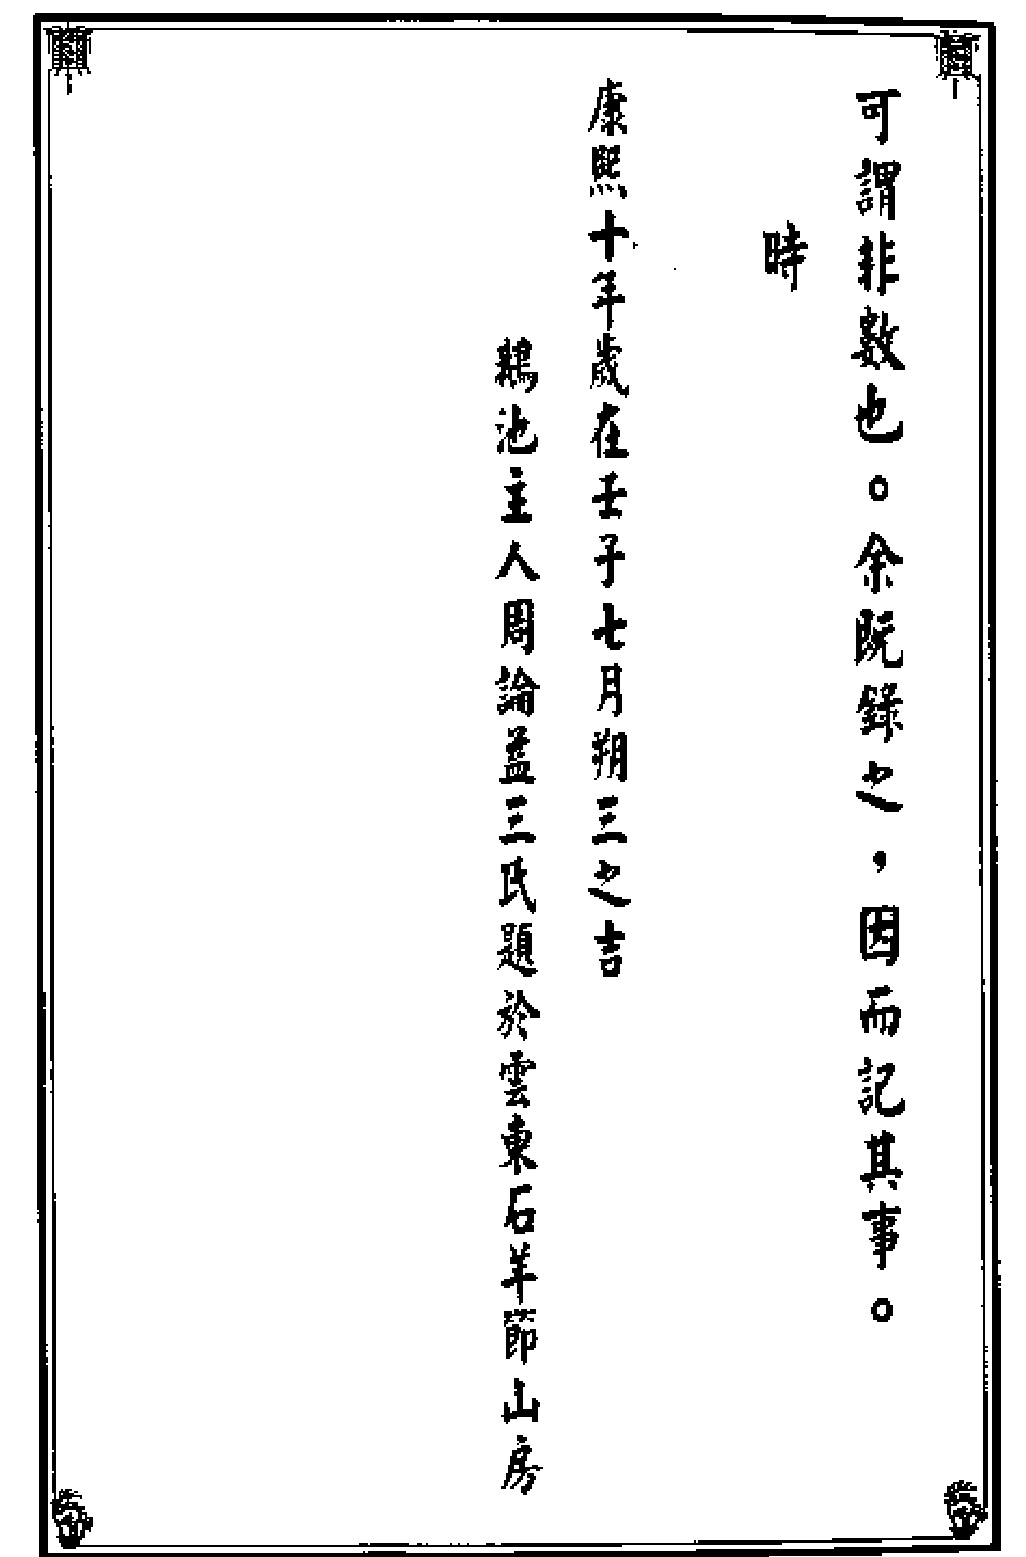 可謂非數也。余既錄之，因而記其事。
時
康熙十年歲在壬子七月朔三之吉
鵝池主人周論益三氏題於雲東石羊節山房